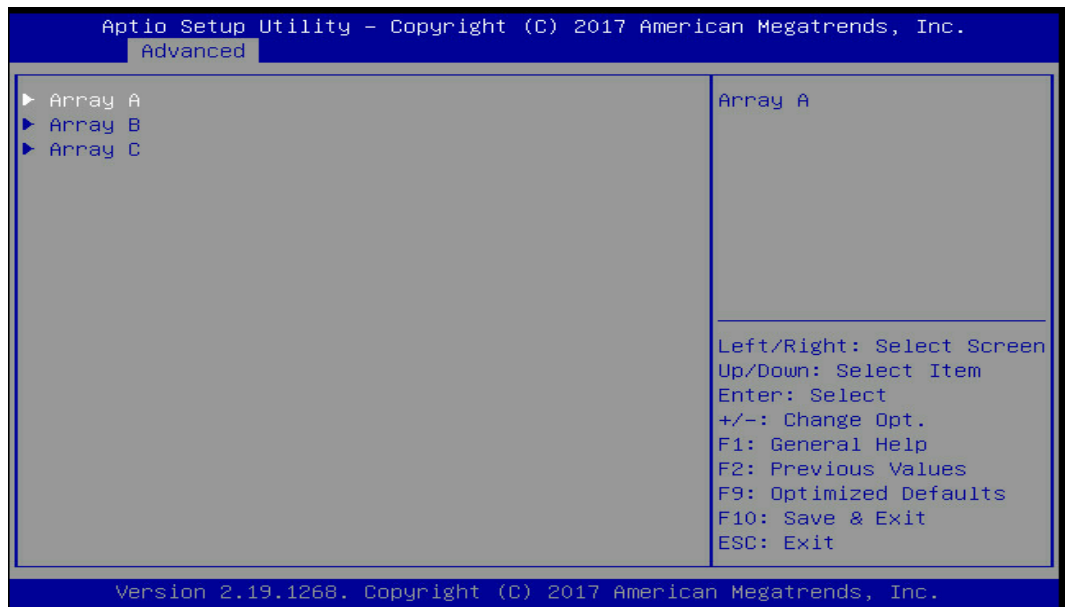 Aptio Setup Utility – Copyright (C) 2017 American Megatrends, Inc.
Advanced
▶ Array A
▶ Array B
▶ Array C
Array A
Left/Right: Select Screen
Up/Down: Select Item
Enter: Select
+/-: Change Opt.
F1: General Help
F2: Previous Values
F9: Optimized Defaults
F10: Save & Exit
ESC: Exit
Version 2.19.1268. Copyright (C) 2017 American Megatrends, Inc.